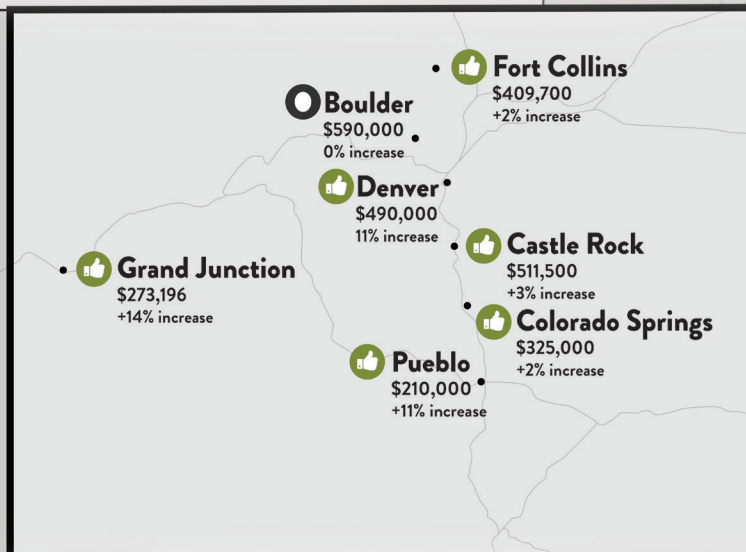 Fort Collins
$409,700
+2% increase
Boulder
$590,000
0% increase
Denver
$490,000
11% increase
Castle Rock
$511,500
+3% increase
Grand Junction
$273,196
+14% increase
Colorado Springs
$325,000
+2% increase
Pueblo
$210,000
+11% increase